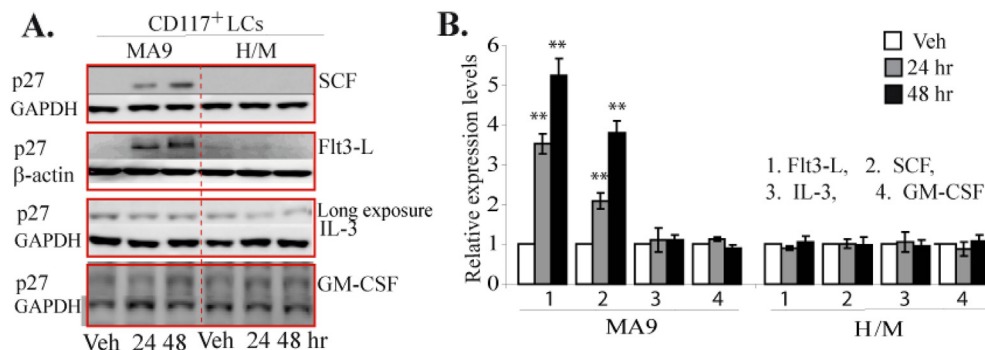 A.
CD117+ LCs
MA9 H/M
p27 SCF
GAPDH
p27 Flt3-L
β-actin
p27 Long exposure
GAPDH IL-3
p27 GM-CSF
GAPDH
Veh 24 48 Veh 24 48 hr
B.
Relative expression levels
6
5
4
3
2
1
0
** ** ** **
Veh
24 hr
48 hr
1. Flt3-L, 2. SCF,
3. IL-3, 4. GM-CSF
1 2 3 4 1 2 3 4
MA9 H/M